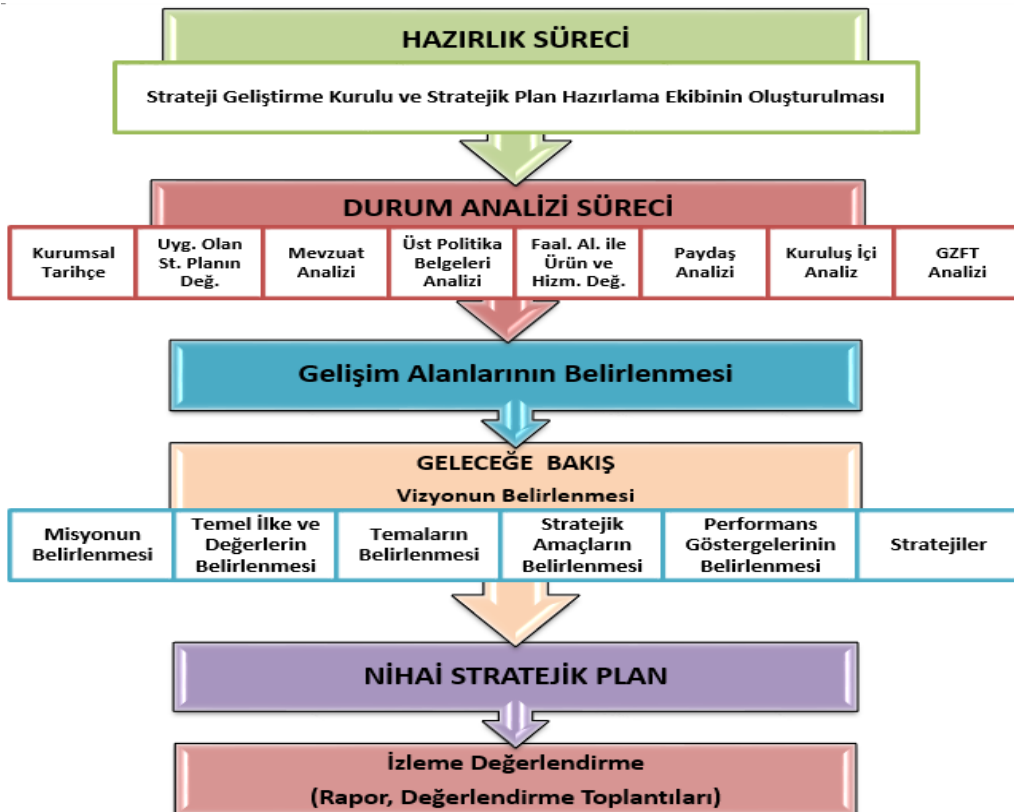 HAZIRLIK SÜRECİ
Strateji Geliştirme Kurulu ve Stratejik Plan Hazırlama Ekibinin Oluşturulması
DURUM ANALİZİ SÜRECİ
Kurumsal
Tarihçe
Uyg. Olan
St. Planın
Değ.
Mevzuat
Analizi
Üst Politika
Belgeleri
Analizi
Faal. Al. ile
Ürün ve
Hizm. Değ.
Paydaş
Analizi
Kuruluş İçi
Analiz
GZFT
Analizi
Gelişim Alanlarının Belirlenmesi
GELECEĞE BAKIŞ
Vizyonun Belirlenmesi
Misyonun
Belirlenmesi
Temel İlke ve
Değerlerin
Belirlenmesi
Temaların
Belirlenmesi
Stratejik
Amaçların
Belirlenmesi
Performans
Göstergelerinin
Belirlenmesi
Stratejiler
NİHAİ STRATEJİK PLAN
İzleme Değerlendirme
(Rapor, Değerlendirme Toplantıları)